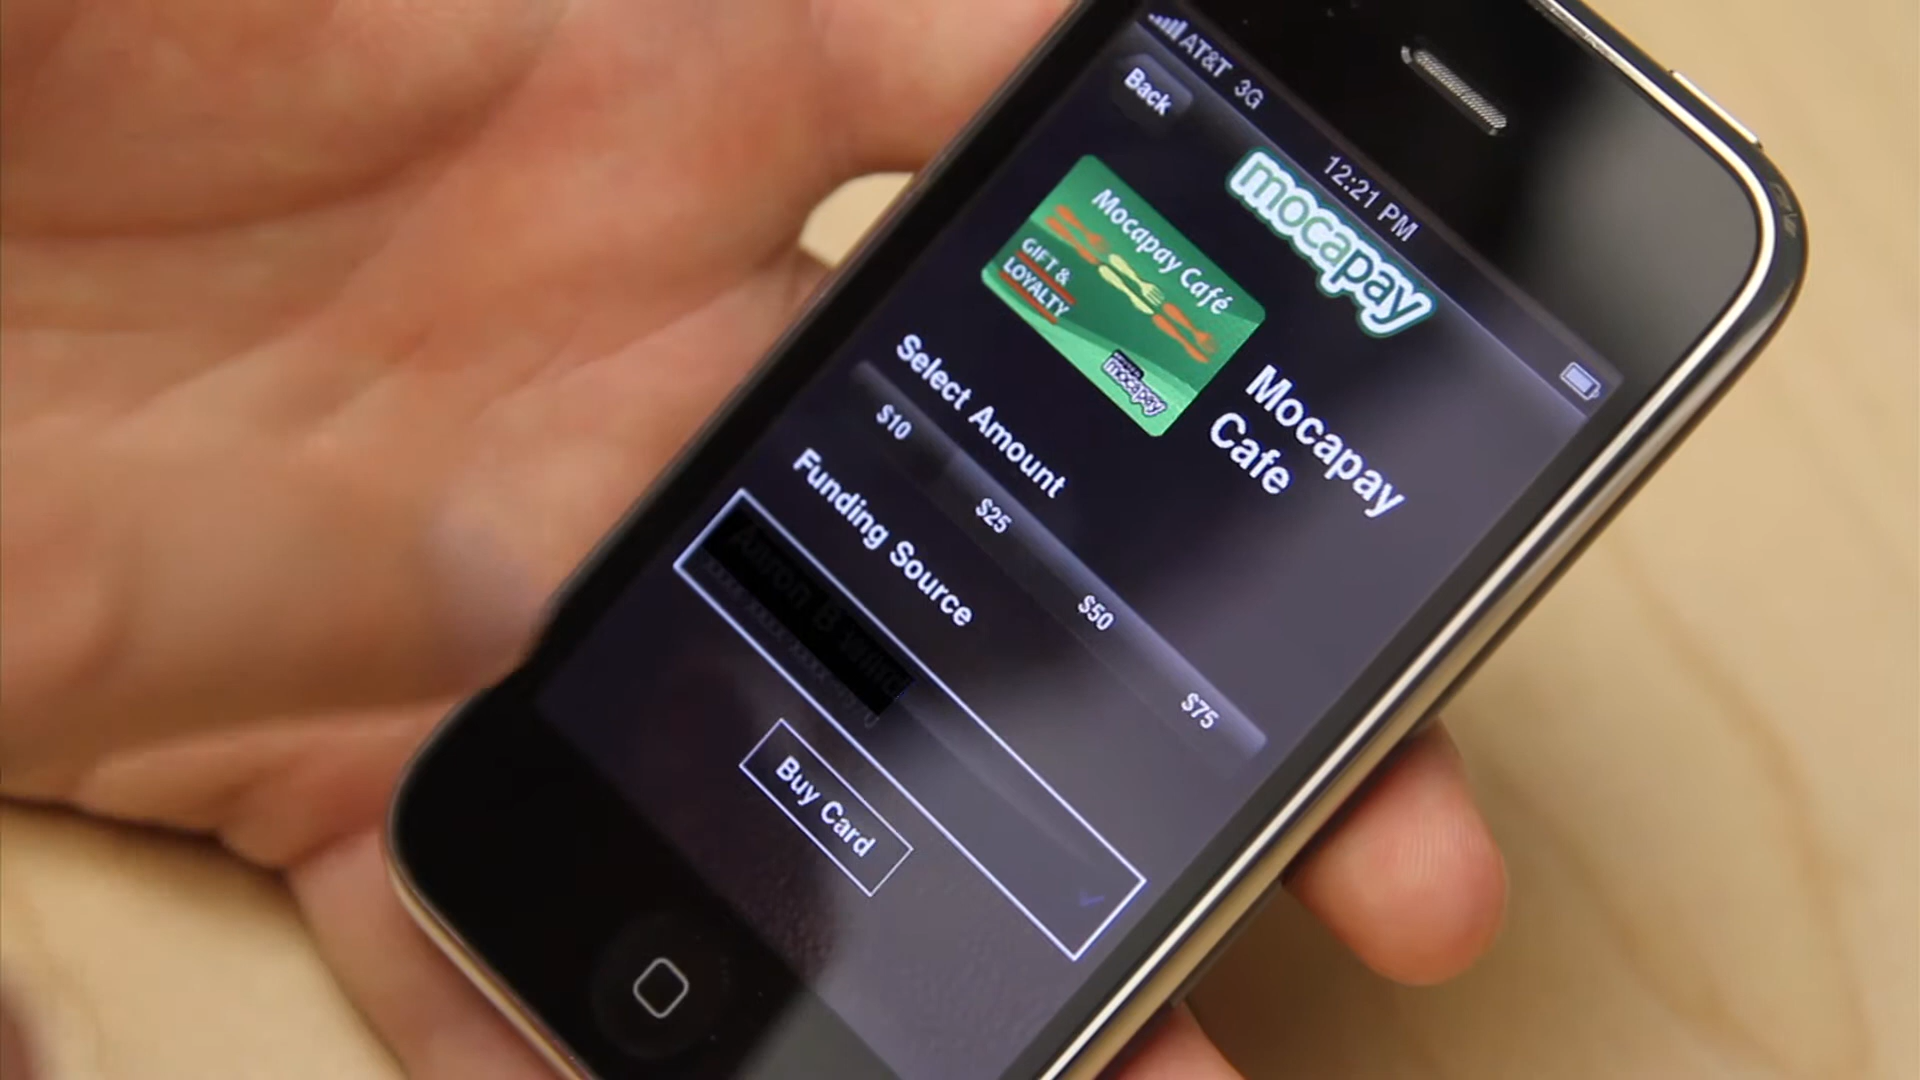 AT&T 3G 12:21 PM
Back
mocapay
Mocapay Café
GIFT &
LOYALTY
mocapay
Mocapay
Cafe
Select Amount
$10 $25 $50 $75
Funding Source
Buy Card